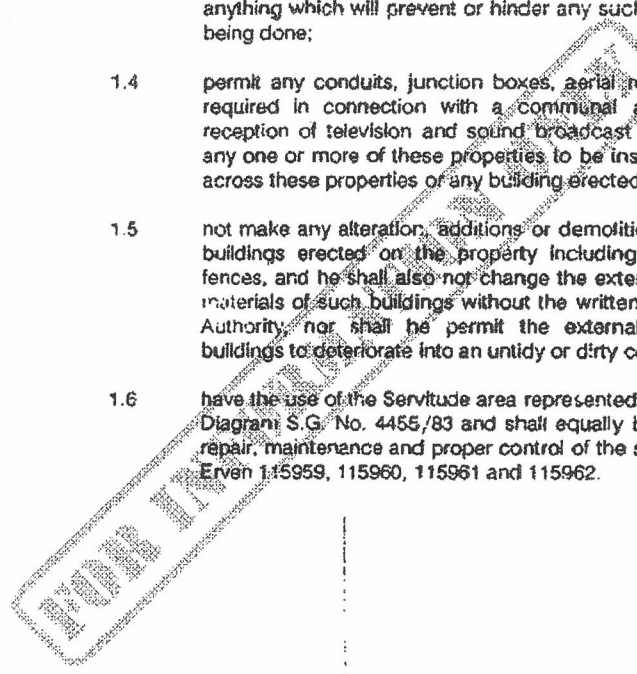 anything which will prevent or hinder any such
being done;
1.4 permit any conduits, junction boxes, aerial
required in connection with a communal
reception of television and sound broadcast
any one or more of these properties to be
across these properties or any building erected
1.5 not make any alteration, additions or
buildings erected on the property including
fences, and he shall also not change the
materials of such buildings without the written
Authority; nor shall he permit the external
buildings to deteriorate into an untidy or dirty
1.6 have the use of the Servitude area represented
Diagram S.G. No. 4455/83 and shall equally
repair, maintenance and proper control of the
Erven 115959, 115960, 115961 and 115962.
FOR INFORMATION ONLY